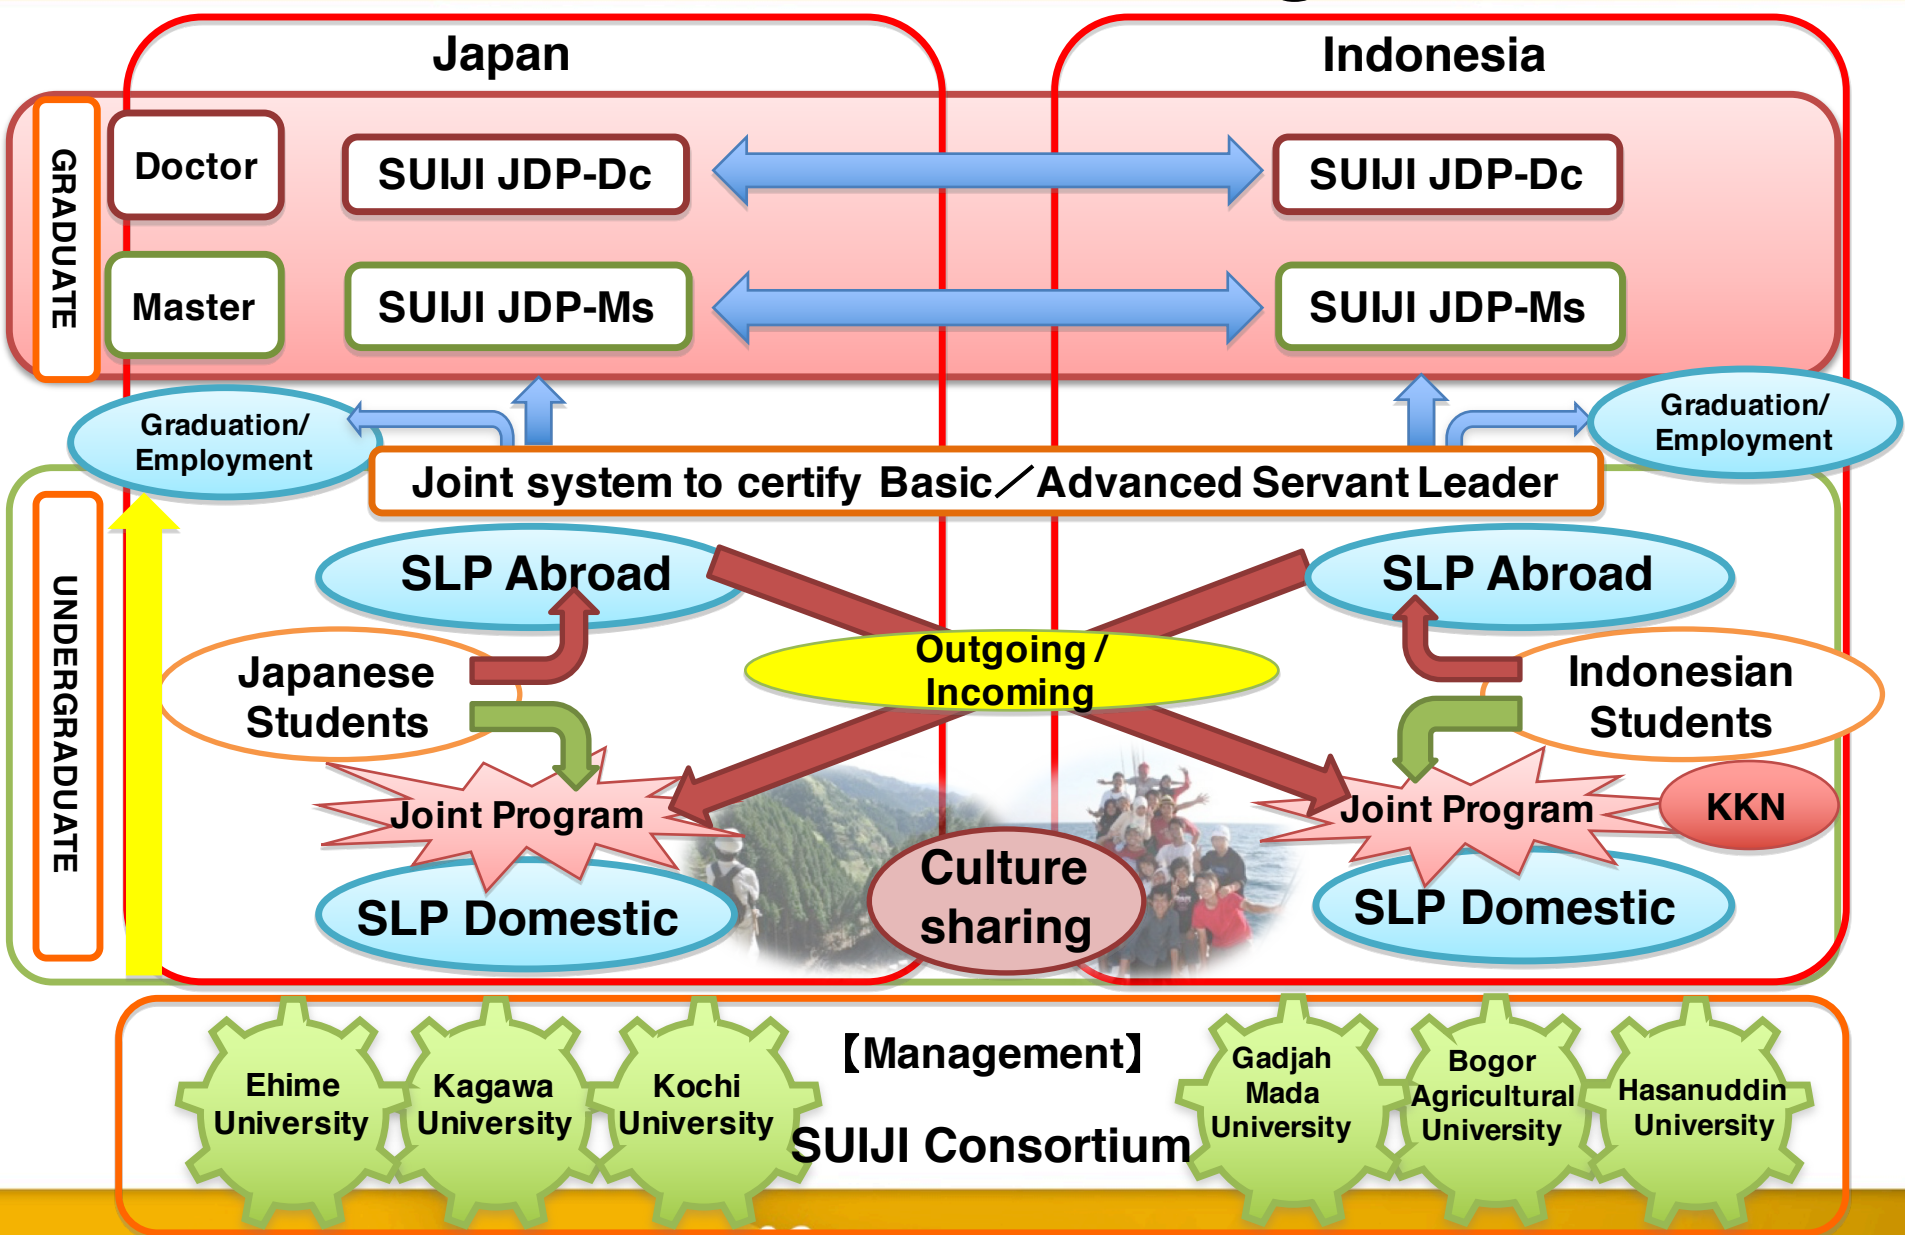 Japan
Indonesia
GRADUATE
Doctor
SUIJI JDP-Dc
SUIJI JDP-Dc
Master
SUIJI JDP-Ms
SUIJI JDP-Ms
Graduation/
Employment
Graduation/
Employment
Joint system to certify Basic／Advanced Servant Leader
UNDERGRADUATE
SLP Abroad
SLP Abroad
Outgoing /
Incoming
Japanese
Students
Indonesian
Students
Joint Program
Joint Program
KKN
Culture
sharing
SLP Domestic
SLP Domestic
【Management】
SUIJI Consortium
Ehime
University
Kagawa
University
Kochi
University
Gadjah
Mada
University
Bogor
Agricultural
University
Hasanuddin
University